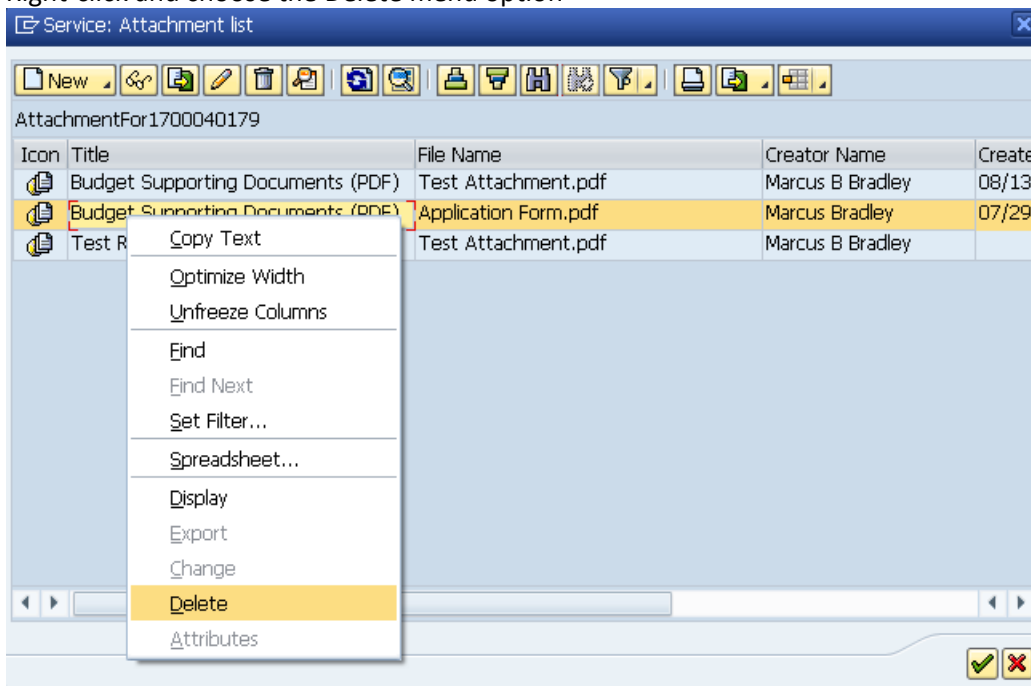 Right-click and choose the Delete menu option
Service: Attachment list
New
AttachmentFor1700040179
Icon Title File Name Creator Name Create
Budget Supporting Documents (PDF) Test Attachment.pdf Marcus B Bradley 08/13
Budget Supporting Documents (PDF) Application Form.pdf Marcus Bradley 07/29
Test R Test Attachment.pdf Marcus B Bradley
Copy Text
Optimize Width
Unfreeze Columns
Find
Find Next
Set Filter...
Spreadsheet...
Display
Export
Change
Delete
Attributes